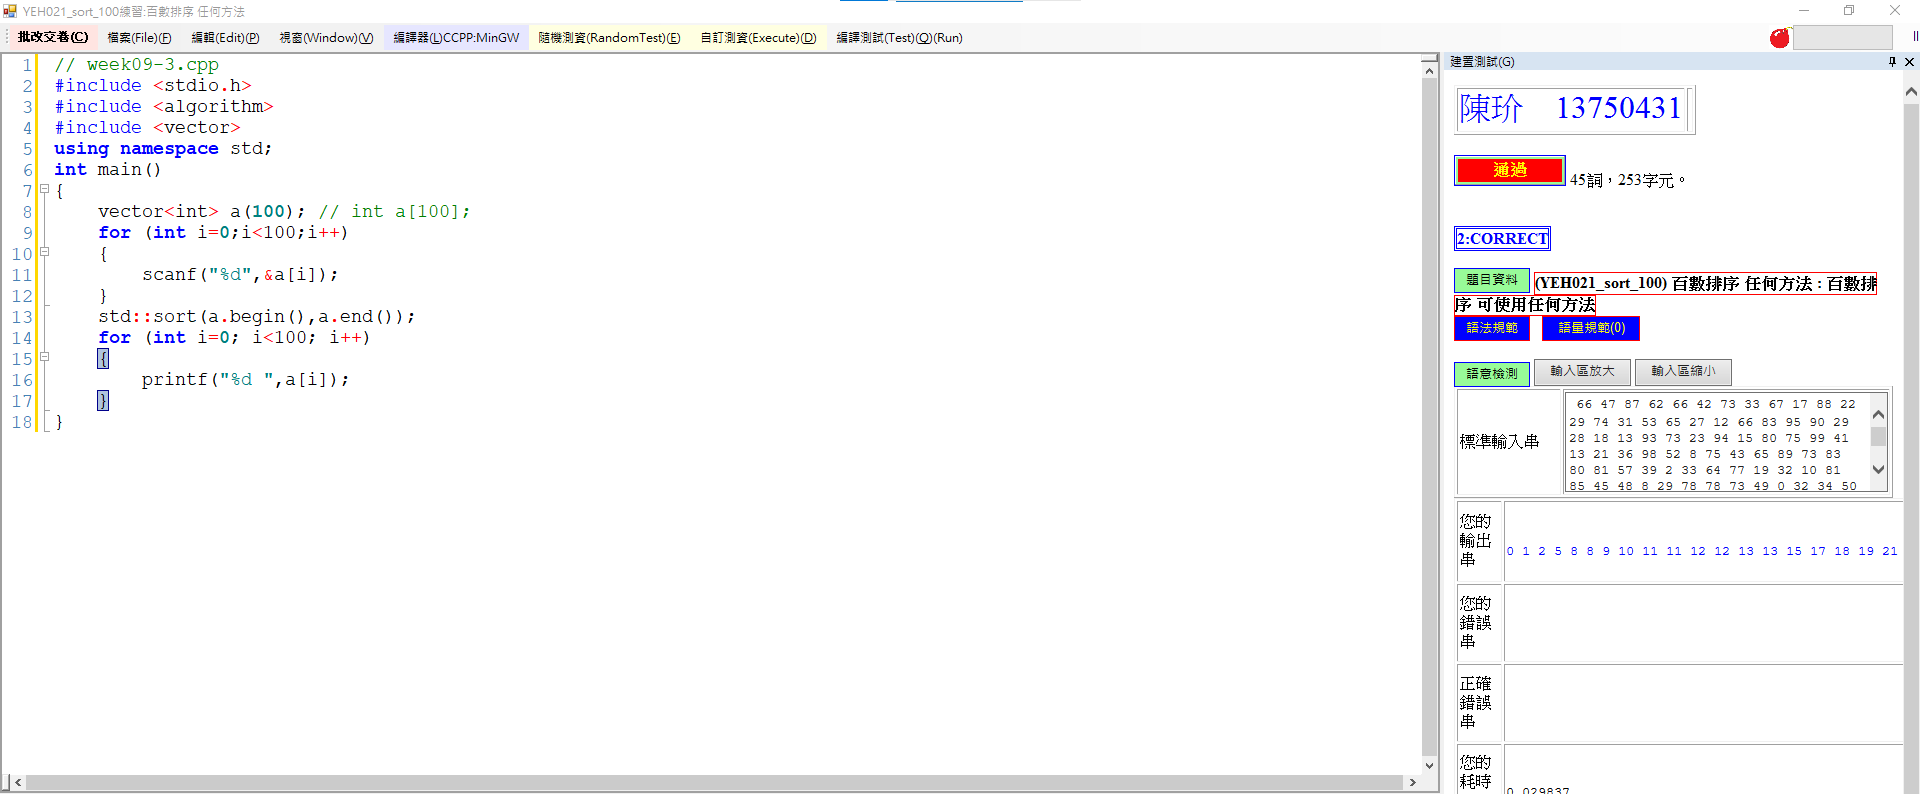 YEH021_sort_100練習:百數排序 任何方法
批改交卷(C) 檔案(File)(F) 編輯(Edit)(P) 視窗(Window)(V) 編譯器(L)CCPP:MinGW 隨機測資(RandomTest)(E) 自訂測資(Execute)(D) 編譯測試(Test)(Q)(Run)
1 // week09-3.cpp
2 #include <stdio.h>
3 #include <algorithm>
4 #include <vector>
5 using namespace std;
6 int main()
7 {
8     vector<int> a(100); // int a[100];
9     for (int i=0;i<100;i++)
10     {
11         scanf("%d",&a[i]);
12     }
13     std::sort(a.begin(),a.end());
14     for (int i=0; i<100; i++)
15     {
16         printf("%d ",a[i]);
17     }
18 }
建置測試(G)
陳玠 13750431
通過 45詞，253字元。
2:CORRECT
題目資料 (YEH021_sort_100) 百數排序 任何方法 : 百數排
序 可使用任何方法
語法規範 語量規範(0)
語意檢測 輸入區放大 輸入區縮小
標準輸入串
66 47 87 62 66 42 73 33 67 17 88 22
29 74 31 53 65 27 12 66 83 95 90 29
28 18 13 93 73 23 94 15 80 75 99 41
13 21 36 98 52 8 75 43 65 89 73 83
80 81 57 39 2 33 64 77 19 32 10 81
85 45 48 8 29 78 78 73 49 0 32 34 50
您的
輸出
串
0 1 2 5 8 8 9 10 11 11 12 12 13 13 15 17 18 19 21
您的
錯誤
串
正確
錯誤
串
您的
耗時
0.029837